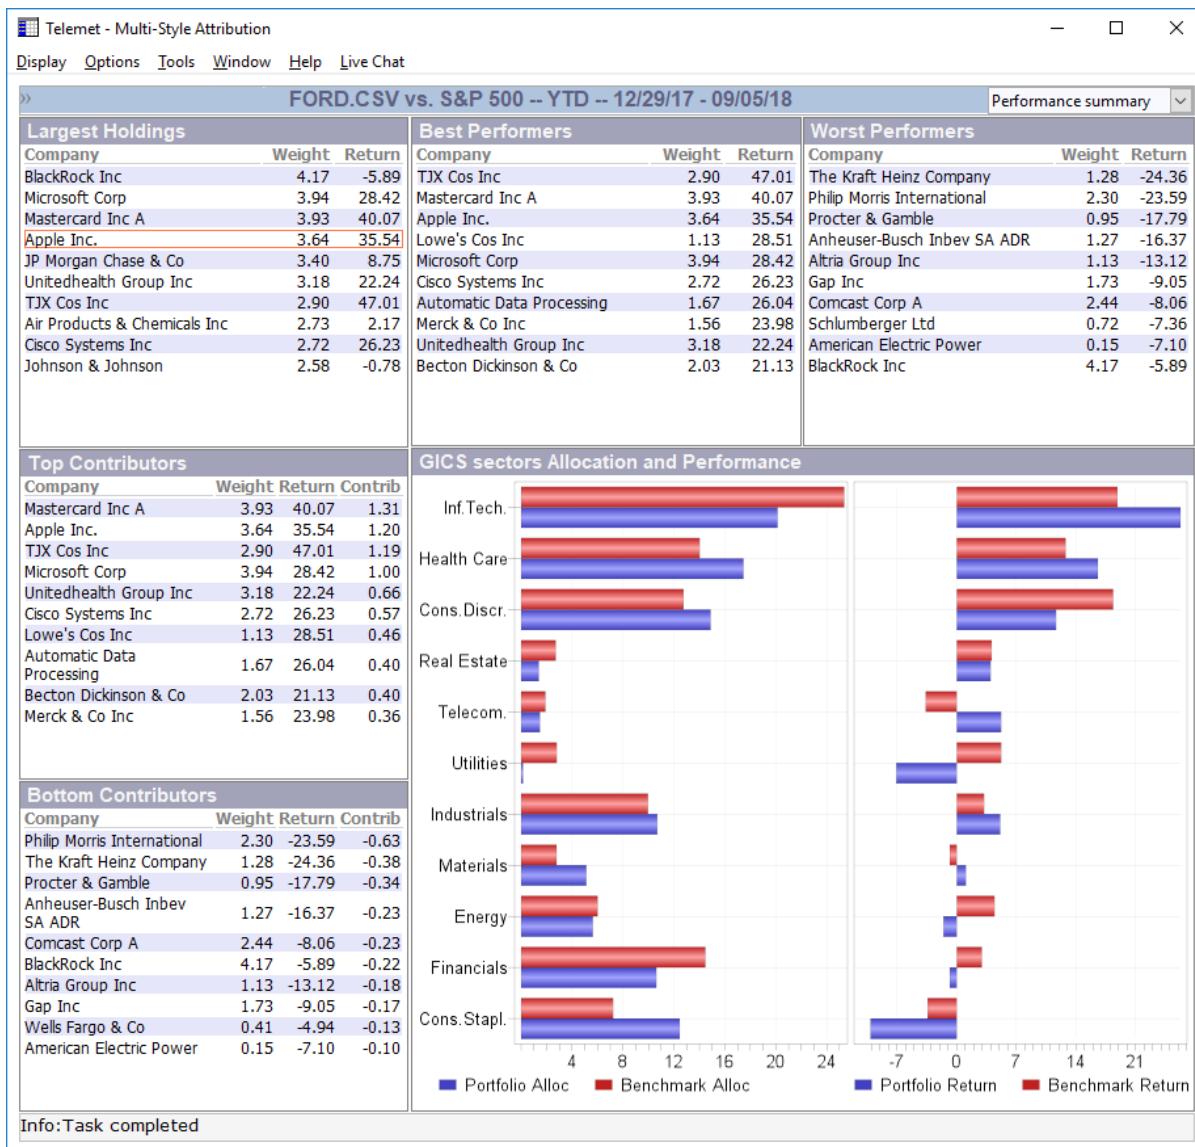 Telemet - Multi-Style Attribution
Display Options Tools Window Help Live Chat
» FORD.CSV vs. S&P 500 -- YTD -- 12/29/17 - 09/05/18 Performance summary
Largest Holdings
Company Weight Return
BlackRock Inc 4.17 -5.89
Microsoft Corp 3.94 28.42
Mastercard Inc A 3.93 40.07
Apple Inc. 3.64 35.54
JP Morgan Chase & Co 3.40 8.75
Unitedhealth Group Inc 3.18 22.24
TJX Cos Inc 2.90 47.01
Air Products & Chemicals Inc 2.73 2.17
Cisco Systems Inc 2.72 26.23
Johnson & Johnson 2.58 -0.78
Best Performers
Company Weight Return
TJX Cos Inc 2.90 47.01
Mastercard Inc A 3.93 40.07
Apple Inc. 3.64 35.54
Lowe's Cos Inc 1.13 28.51
Microsoft Corp 3.94 28.42
Cisco Systems Inc 2.72 26.23
Automatic Data Processing 1.67 26.04
Merck & Co Inc 1.56 23.98
Unitedhealth Group Inc 3.18 22.24
Becton Dickinson & Co 2.03 21.13
Worst Performers
Company Weight Return
The Kraft Heinz Company 1.28 -24.36
Philip Morris International 2.30 -23.59
Procter & Gamble 0.95 -17.79
Anheuser-Busch Inbev SA ADR 1.27 -16.37
Altria Group Inc 1.13 -13.12
Gap Inc 1.73 -9.05
Comcast Corp A 2.44 -8.06
Schlumberger Ltd 0.72 -7.36
American Electric Power 0.15 -7.10
BlackRock Inc 4.17 -5.89
Top Contributors
Company Weight Return Contrib
Mastercard Inc A 3.93 40.07 1.31
Apple Inc. 3.64 35.54 1.20
TJX Cos Inc 2.90 47.01 1.19
Microsoft Corp 3.94 28.42 1.00
Unitedhealth Group Inc 3.18 22.24 0.66
Cisco Systems Inc 2.72 26.23 0.57
Lowe's Cos Inc 1.13 28.51 0.46
Automatic Data
Processing 1.67 26.04 0.40
Becton Dickinson & Co 2.03 21.13 0.40
Merck & Co Inc 1.56 23.98 0.36
Bottom Contributors
Company Weight Return Contrib
Philip Morris International 2.30 -23.59 -0.63
The Kraft Heinz Company 1.28 -24.36 -0.38
Procter & Gamble 0.95 -17.79 -0.34
Anheuser-Busch Inbev
SA ADR 1.27 -16.37 -0.23
Comcast Corp A 2.44 -8.06 -0.23
BlackRock Inc 4.17 -5.89 -0.22
Altria Group Inc 1.13 -13.12 -0.18
Gap Inc 1.73 -9.05 -0.17
Wells Fargo & Co 0.41 -4.94 -0.13
American Electric Power 0.15 -7.10 -0.10
GICS sectors Allocation and Performance
Inf.Tech.
Health Care
Cons.Discr.
Real Estate
Telecom.
Utilities
Industrials
Materials
Energy
Financials
Cons.Stapl.
4 8 12 16 20 24
-7 0 7 14 21
Portfolio Alloc Benchmark Alloc
Portfolio Return Benchmark Return
Info:Task completed